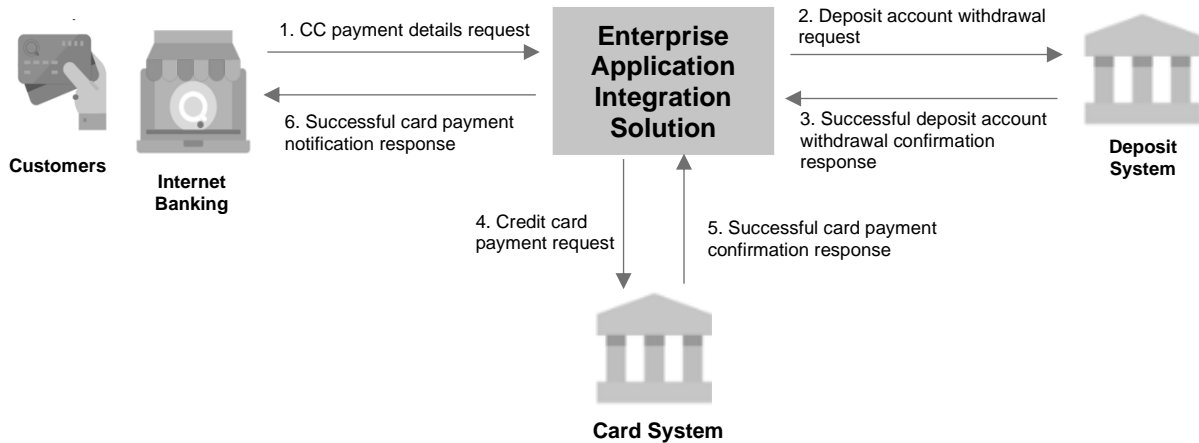 1. CC payment details request
Enterprise
Application
Integration
Solution
2. Deposit account withdrawal
request
6. Successful card payment
notification response
3. Successful deposit account
withdrawal confirmation
response
Customers
Internet
Banking
Deposit
System
4. Credit card
payment request
5. Successful card payment
confirmation response
Card System